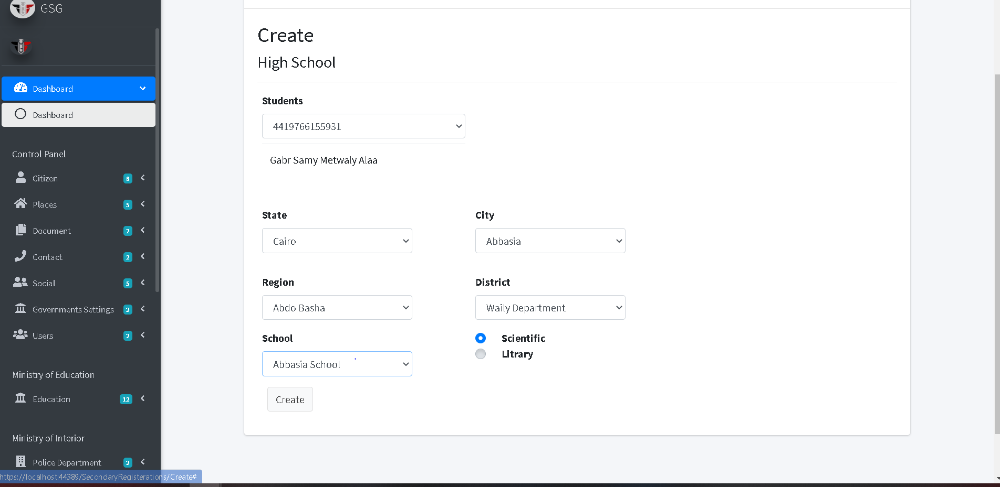 GSG
Dashboard
Dashboard
Control Panel
Citizen 8
Places 5
Document 2
Contact 2
Social 5
Governments Settings 2
Users 2
Ministry of Education
Education 12
Ministry of Interior
Police Department 2
https://localhost:44389/SecondaryRegisterations/Create#
Create
High School
Students
4419766155931
Gabr Samy Metwaly Alaa
State City
Cairo Abbasia
Region District
Abdo Basha Waily Department
School Scientific
Litrary
Abbasia School
Create